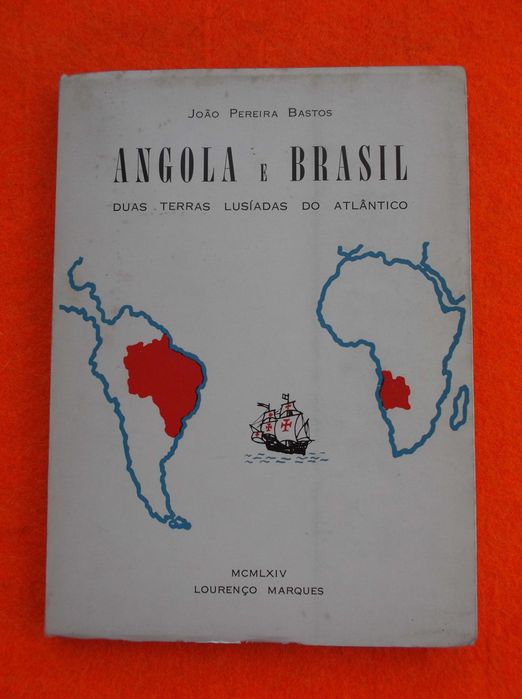 João Pereira Bastos
ANGOLA E BRASIL
DUAS TERRAS LUSÍADAS DO ATLÂNTICO
MCMLXIV
LOURENÇO MARQUES